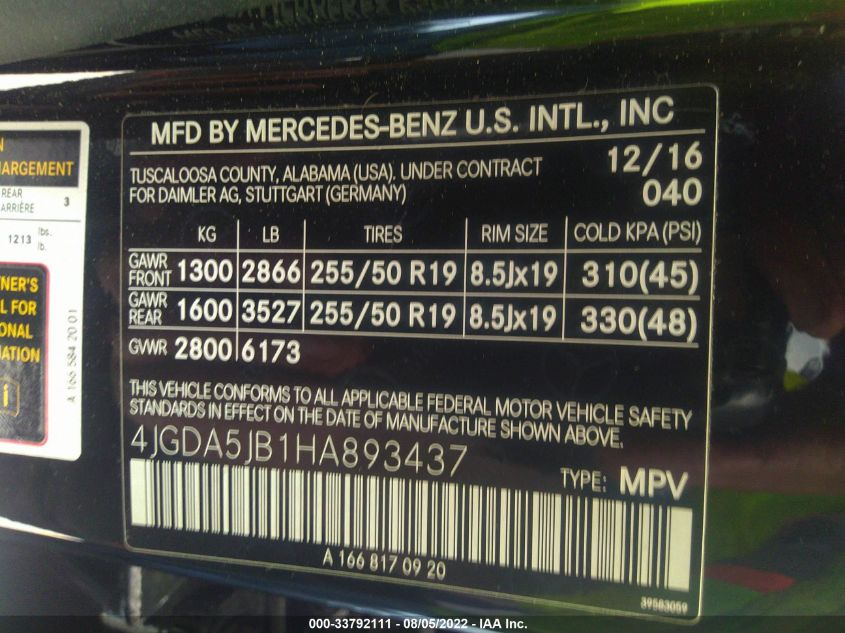 MFD BY MERCEDES-BENZ U.S. INTL., INC
TUSCALOOSA COUNTY, ALABAMA (USA). UNDER CONTRACT
FOR DAIMLER AG, STUTTGART (GERMANY)
12/16
040
KG LB TIRES RIM SIZE COLD KPA (PSI)
GAWR FRONT 1300 2866 255/50 R19 8.5Jx19 310(45)
GAWR REAR 1600 3527 255/50 R19 8.5Jx19 330(48)
GVWR 2800 6173
THIS VEHICLE CONFORMS TO ALL APPLICABLE FEDERAL MOTOR VEHICLE SAFETY
STANDARDS IN EFFECT ON THE DATE OF MANUFACTURE SHOWN ABOVE.
4JGDA5JB1HA893437
TYPE: MPV
A 166 817 09 20
39583059
REAR
ARRIÈRE 3
1213 lbs.
lb.
L FOR
A 166 584 20 01
i
000-33792111 - 08/05/2022 - IAA Inc.